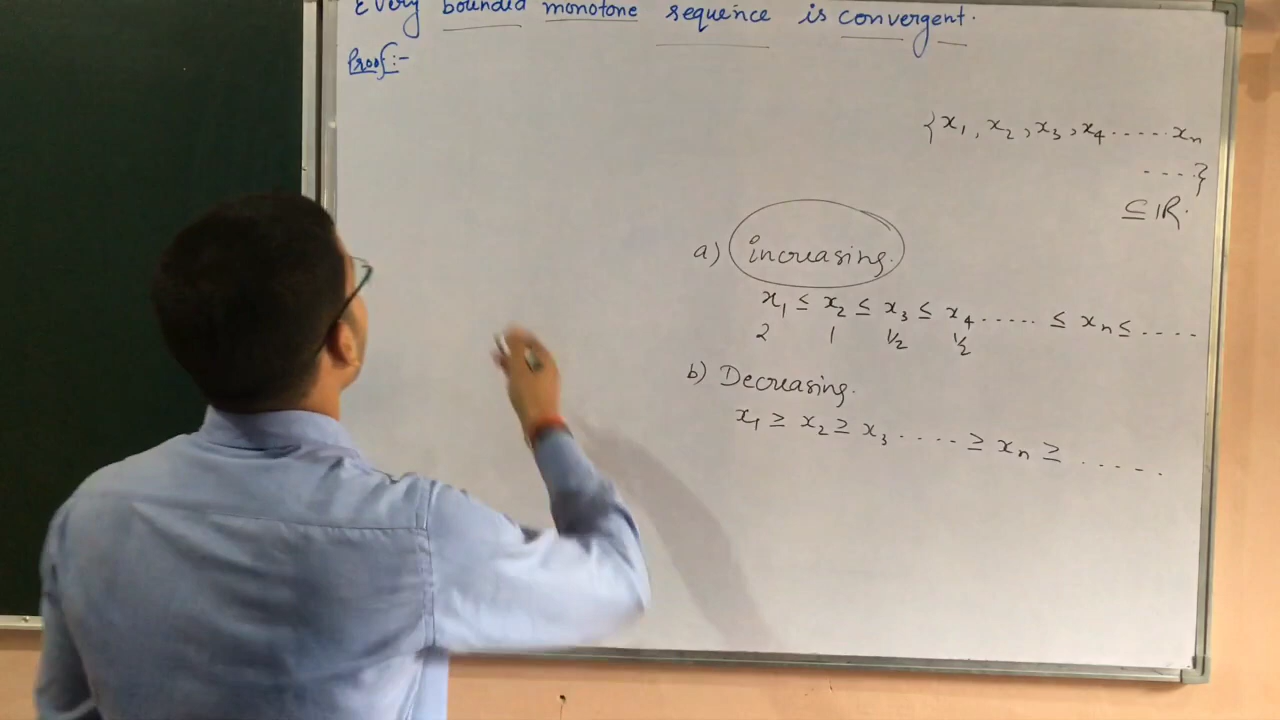 Every bounded monotone sequence is convergent.
Proof :-
{x₁, x₂, x₃, x₄ ...... xₙ
....}
⊆ IR.
a) increasing.
x₁ ≤ x₂ ≤ x₃ ≤ x₄ ...... ≤ xₙ ≤ ....
2 1 1/2 1/2
b) Decreasing.
x₁ ≥ x₂ ≥ x₃ ..... ≥ xₙ ≥ ......